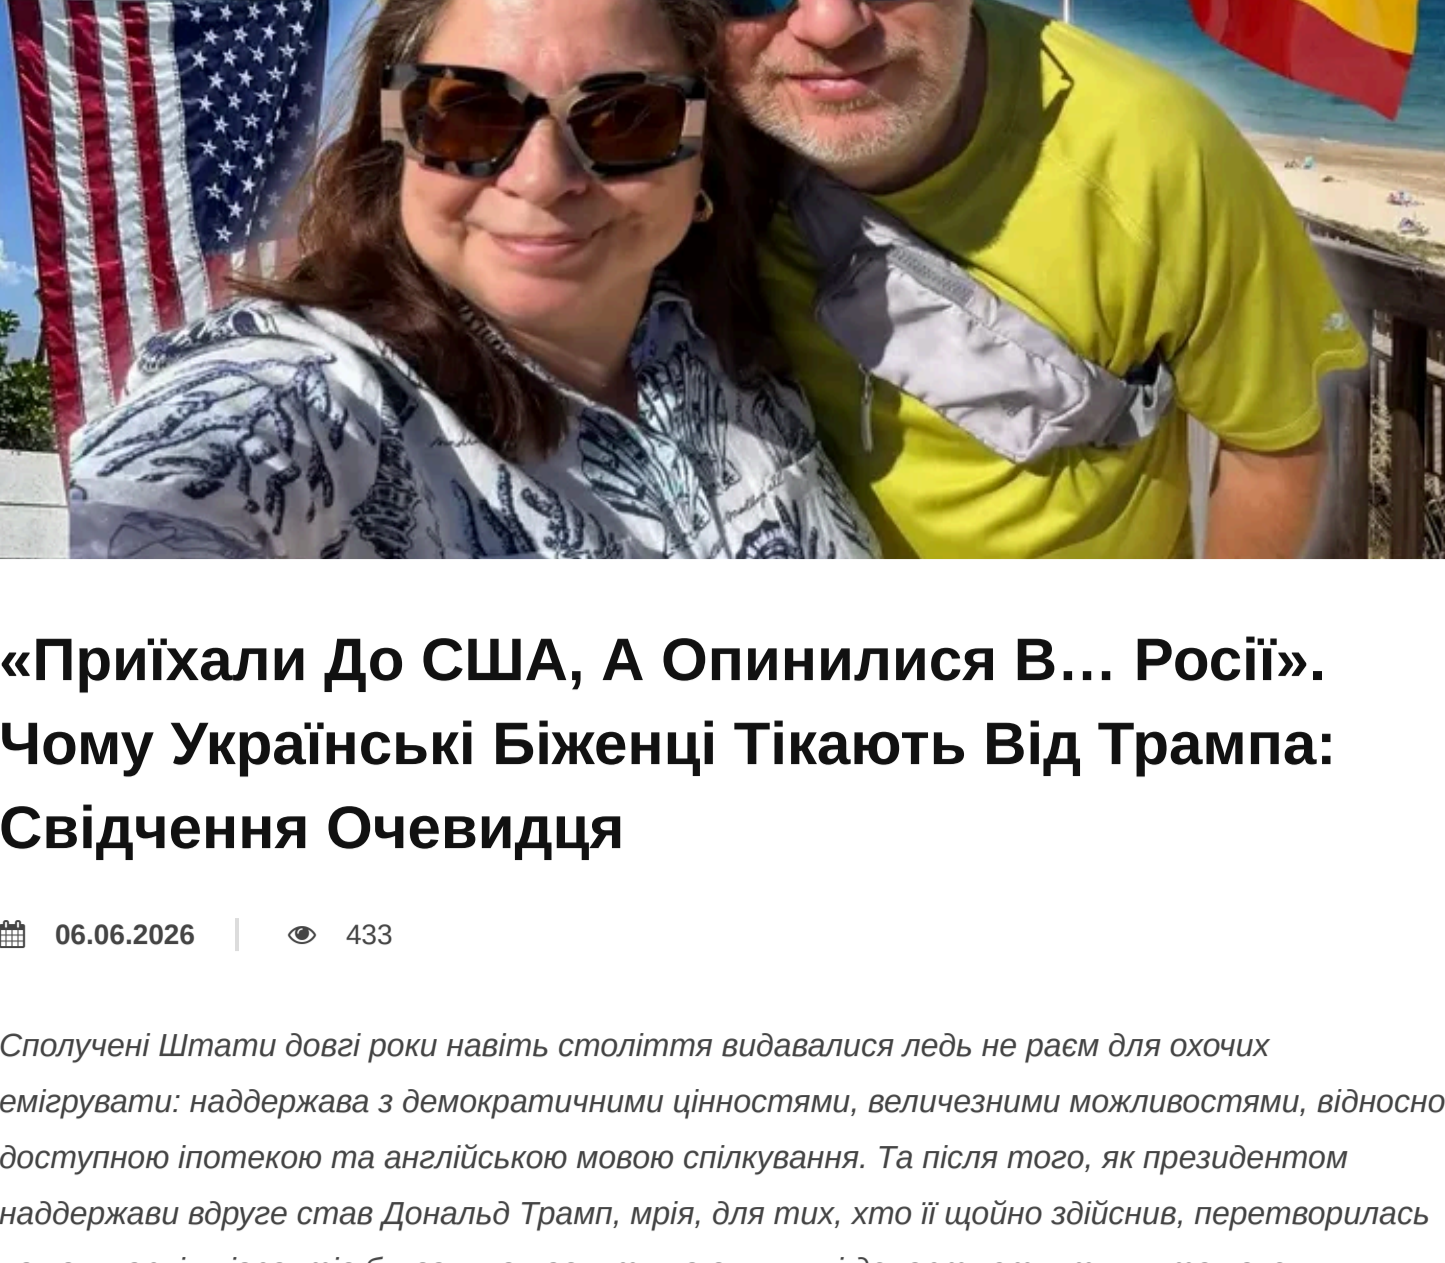 «Приїхали До США, А Опинилися В… Росії».
Чому Українські Біженці Тікають Від Трампа:
Свідчення Очевидця
06.06.2026 433
Сполучені Штати довгі роки навіть століття видавалися ледь не раєм для охочих
емігрувати: наддержава з демократичними цінностями, величезними можливостями, відносно
доступною іпотекою та англійською мовою спілкування. Та після того, як президентом
наддержави вдруге став Дональд Трамп, мрія, для тих, хто її щойно здійснив, перетворилась